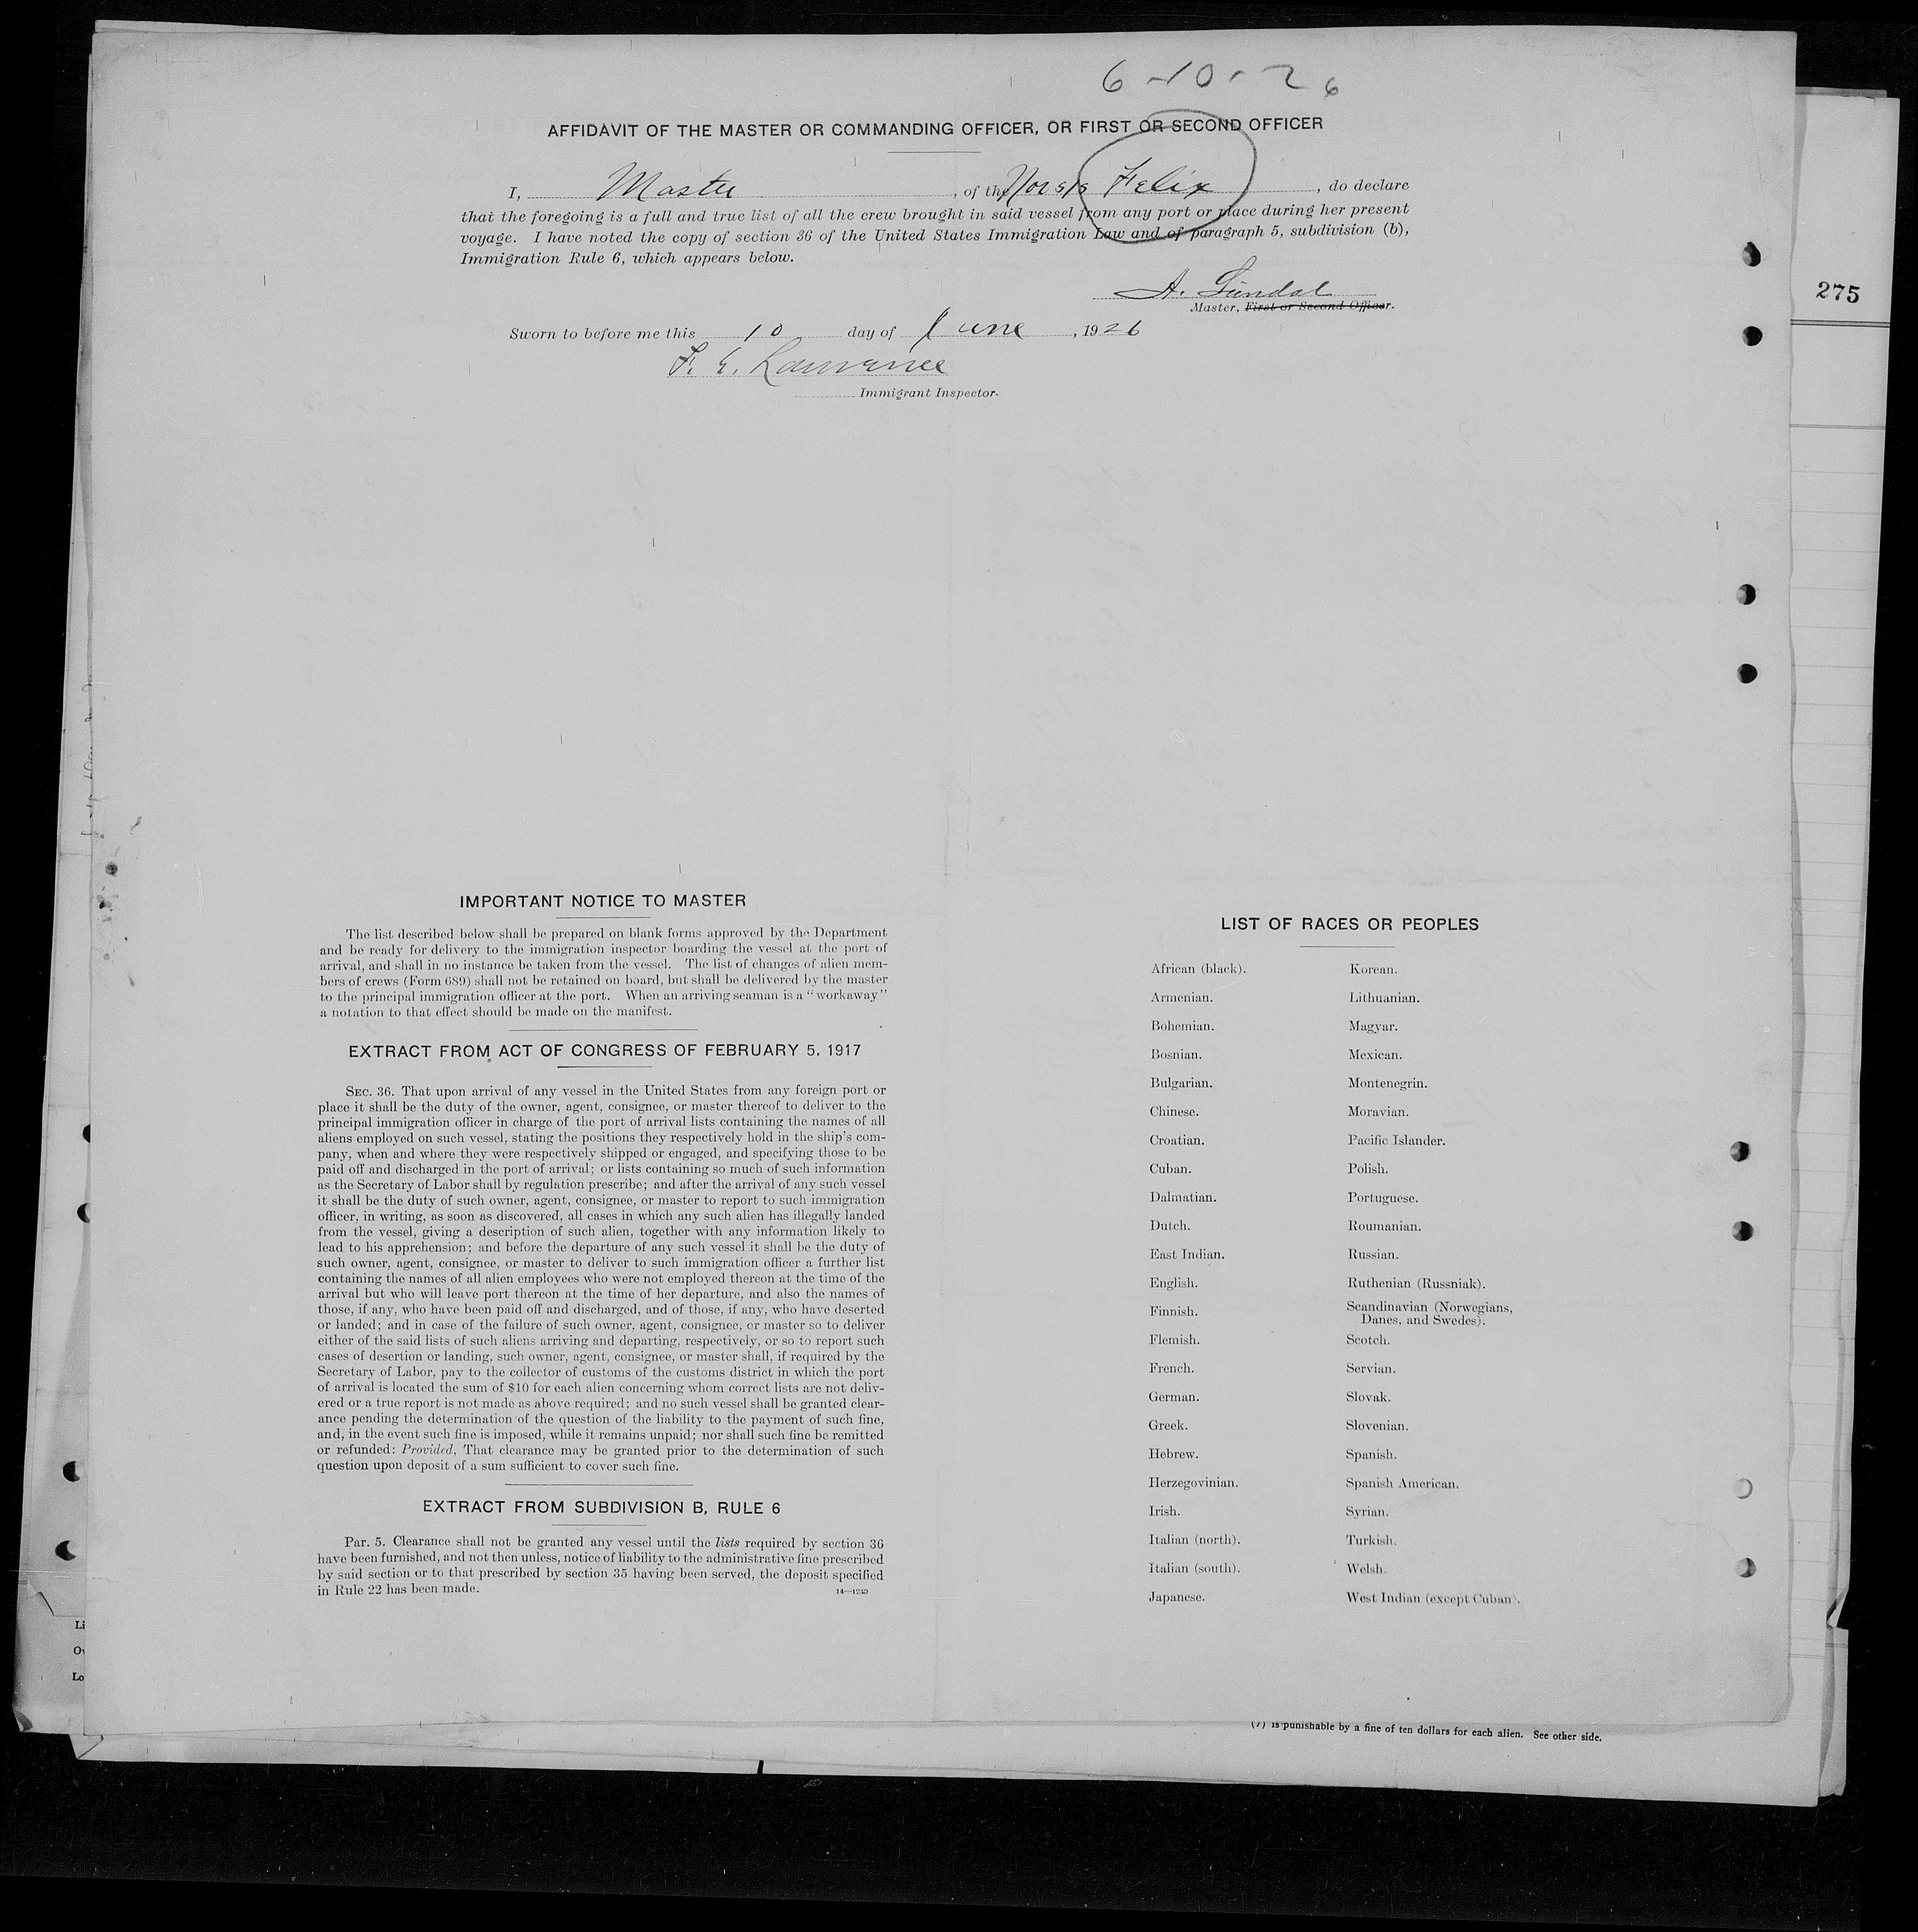 6-10-26
AFFIDAVIT OF THE MASTER OR COMMANDING OFFICER, OR FIRST OR SECOND OFFICER
I, Master, of the Nor s/s Felix, do declare
that the foregoing is a full and true list of all the crew brought in said vessel from any port or place during her present
voyage. I have noted the copy of section 36 of the United States Immigration Law and of paragraph 5, subdivision (b),
Immigration Rule 6, which appears below.
A. Lindal
Master, First or Second Officer.
Sworn to before me this 10 day of June, 1926
F. E. Lawrence
Immigrant Inspector.
275
IMPORTANT NOTICE TO MASTER
The list described below shall be prepared on blank forms approved by the Department
and be ready for delivery to the immigration inspector boarding the vessel at the port of
arrival, and shall in no instance be taken from the vessel. The list of changes of alien mem-
bers of crews (Form 689) shall not be retained on board, but shall be delivered by the master
to the principal immigration officer at the port. When an arriving seaman is a "workaway"
a notation to that effect should be made on the manifest.
EXTRACT FROM ACT OF CONGRESS OF FEBRUARY 5, 1917
SEC. 36. That upon arrival of any vessel in the United States from any foreign port or
place it shall be the duty of the owner, agent, consignee, or master thereof to deliver to the
principal immigration officer in charge of the port of arrival lists containing the names of all
aliens employed on such vessel, stating the positions they respectively hold in the ship's com-
pany, when and where they were respectively shipped or engaged, and specifying those to be
paid off and discharged in the port of arrival; or lists containing so much of such information
as the Secretary of Labor shall by regulation prescribe; and after the arrival of any such vessel
it shall be the duty of such owner, agent, consignee, or master to report to such immigration
officer, in writing, as soon as discovered, all cases in which any such alien has illegally landed
from the vessel, giving a description of such alien, together with any information likely to
lead to his apprehension; and before the departure of any such vessel it shall be the duty of
such owner, agent, consignee, or master to deliver to such immigration officer a further list
containing the names of all alien employees who were not employed thereon at the time of the
arrival but who will leave port thereon at the time of her departure, and also the names of
those, if any, who have been paid off and discharged, and of those, if any, who have deserted
or landed; and in case of the failure of such owner, agent, consignee, or master so to deliver
either of the said lists of such aliens arriving and departing, respectively, or so to report such
cases of desertion or landing, such owner, agent, consignee, or master shall, if required by the
Secretary of Labor, pay to the collector of customs of the customs district in which the port
of arrival is located the sum of $10 for each alien concerning whom correct lists are not deliv-
ered or a true report is not made as above required; and no such vessel shall be granted clear-
ance pending the determination of the question of the liability to the payment of such fine,
and, in the event such fine is imposed, while it remains unpaid; nor shall such fine be remitted
or refunded: Provided, That clearance may be granted prior to the determination of such
question upon deposit of a sum sufficient to cover such fine.
EXTRACT FROM SUBDIVISION B, RULE 6
Par. 5. Clearance shall not be granted any vessel until the lists required by section 36
have been furnished, and not then unless, notice of liability to the administrative fine prescribed
by said section or to that prescribed by section 35 having been served, the deposit specified
in Rule 22 has been made.
14—1240
LIST OF RACES OR PEOPLES
African (black).
Armenian.
Bohemian.
Bosnian.
Bulgarian.
Chinese.
Croatian.
Cuban.
Dalmatian.
Dutch.
East Indian.
English.
Finnish.
Flemish.
French.
German.
Greek.
Hebrew.
Herzegovinian.
Irish.
Italian (north).
Italian (south).
Japanese.
Korean.
Lithuanian.
Magyar.
Mexican.
Montenegrin.
Moravian.
Pacific Islander.
Polish.
Portuguese.
Roumanian.
Russian.
Ruthenian (Russniak).
Scandinavian (Norwegians,
Danes, and Swedes).
Scotch.
Servian.
Slovak.
Slovenian.
Spanish.
Spanish American.
Syrian.
Turkish.
Welsh.
West Indian (except Cuban).
Li
Ov
Lo
(7) is punishable by a fine of ten dollars for each alien. See other side.